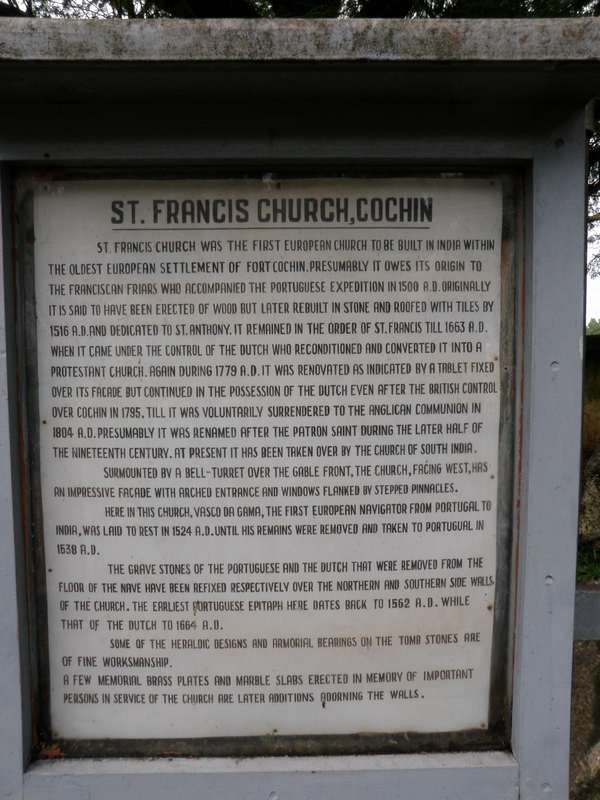 ST. FRANCIS CHURCH, COCHIN
ST. FRANCIS CHURCH WAS THE FIRST EUROPEAN CHURCH TO BE BUILT IN INDIA WITHIN
THE OLDEST EUROPEAN SETTLEMENT OF FORT COCHIN. PRESUMABLY IT OWES ITS ORIGIN TO
THE FRANCISCAN FRIARS WHO ACCOMPANIED THE PORTUGUESE EXPEDITION IN 1500 A.D. ORIGINALLY
IT IS SAID TO HAVE BEEN ERECTED OF WOOD BUT LATER REBUILT IN STONE AND ROOFED WITH TILES BY
1516 A.D. AND DEDICATED TO ST. ANTHONY. IT REMAINED IN THE ORDER OF ST. FRANCIS TILL 1663 A.D.
WHEN IT CAME UNDER THE CONTROL OF THE DUTCH WHO RECONDITIONED AND CONVERTED IT INTO A
PROTESTANT CHURCH. AGAIN DURING 1779 A.D. IT WAS RENOVATED AS INDICATED BY A TABLET FIXED
OVER ITS FACADE BUT CONTINUED IN THE POSSESSION OF THE DUTCH EVEN AFTER THE BRITISH CONTROL
OVER COCHIN IN 1795, TILL IT WAS VOLUNTARILY SURRENDERED TO THE ANGLICAN COMMUNION IN
1804 A.D. PRESUMABLY IT WAS RENAMED AFTER THE PATRON SAINT DURING THE LATER HALF OF
THE NINETEENTH CENTURY. AT PRESENT IT HAS BEEN TAKEN OVER BY THE CHURCH OF SOUTH INDIA.
SURMOUNTED BY A BELL-TURRET OVER THE GABLE FRONT, THE CHURCH, FACING WEST, HAS
AN IMPRESSIVE FACADE WITH ARCHED ENTRANCE AND WINDOWS FLANKED BY STEPPED PINNACLES.
HERE IN THIS CHURCH, VASCO DA GAMA, THE FIRST EUROPEAN NAVIGATOR FROM PORTUGAL TO
INDIA, WAS LAID TO REST IN 1524 A.D. UNTIL HIS REMAINS WERE REMOVED AND TAKEN TO PORTUGUAL IN
1538 A.D.
THE GRAVE STONES OF THE PORTUGUESE AND THE DUTCH THAT WERE REMOVED FROM THE
FLOOR OF THE NAVE HAVE BEEN REFIXED RESPECTIVELY OVER THE NORTHERN AND SOUTHERN SIDE WALLS
OF THE CHURCH. THE EARLIEST PORTUGUESE EPITAPH HERE DATES BACK TO 1562 A.D. WHILE
THAT OF THE DUTCH TO 1664 A.D.
SOME OF THE HERALDIC DESIGNS AND ARMORIAL BEARINGS ON THE TOMB STONES ARE
OF FINE WORKSMANSHIP.
A FEW MEMORIAL BRASS PLATES AND MARBLE SLABS ERECTED IN MEMORY OF IMPORTANT
PERSONS IN SERVICE OF THE CHURCH ARE LATER ADDITIONS ADORNING THE WALLS.